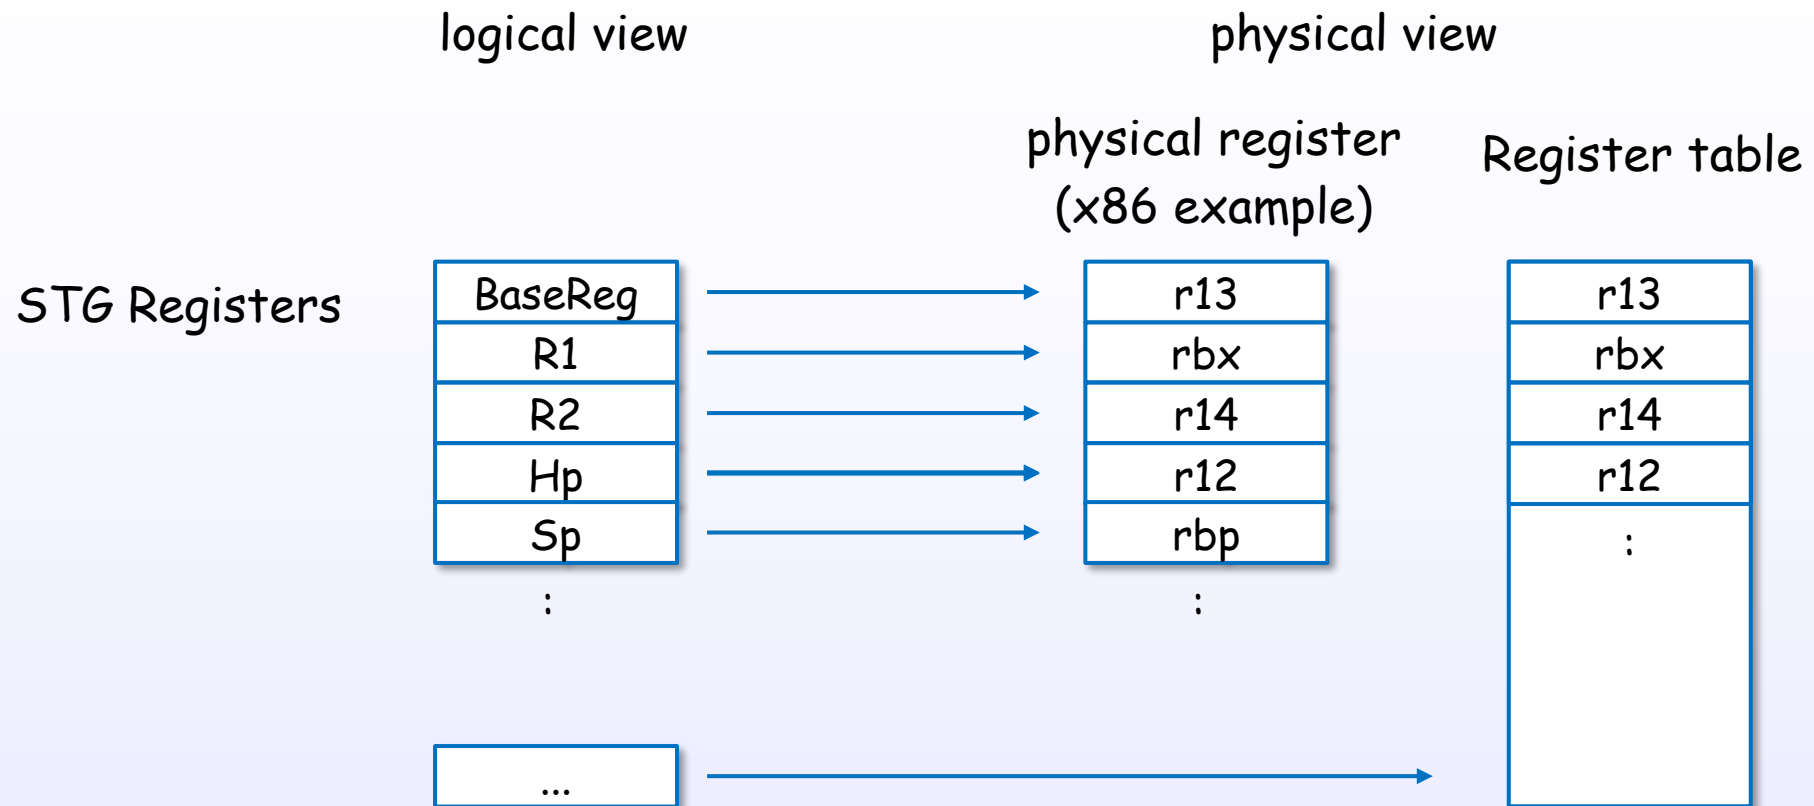 logical view
physical view
physical register
(x86 example)
Register table
STG Registers
BaseReg
r13
r13
R1
rbx
rbx
R2
r14
r14
Hp
r12
r12
Sp
rbp
:
:
:
...